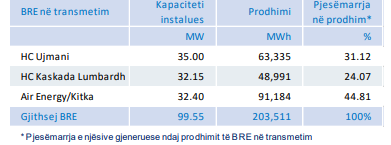 BRE në transmetim Kapaciteti instalues Prodhimi Pjesëmarrja në prodhim*
MW MWh %
HC Ujmani 35.00 63,335 31.12
HC Kaskada Lumbardh 32.15 48,991 24.07
Air Energy/Kitka 32.40 91,184 44.81
Gjithsej BRE 99.55 203,511 100%
* Pjesëmarrja e njësive gjeneruese ndaj prodhimit të BRE në transmetim